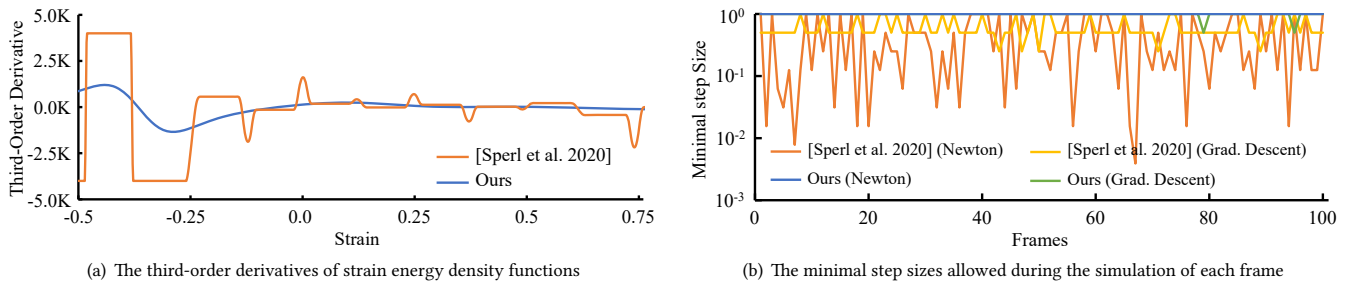 5.0K
2.5K
0.0K
-2.5K
-5.0K
Third-Order Derivative
-0.5
-0.25
0.0
0.25
0.5
0.75
Strain
[Sperl et al. 2020]
Ours
(a) The third-order derivatives of strain energy density functions
10⁰
10⁻¹
10⁻²
10⁻³
Minimal step Size
0
20
40
60
80
100
Frames
[Sperl et al. 2020] (Newton)
[Sperl et al. 2020] (Grad. Descent)
Ours (Newton)
Ours (Grad. Descent)
(b) The minimal step sizes allowed during the simulation of each frame